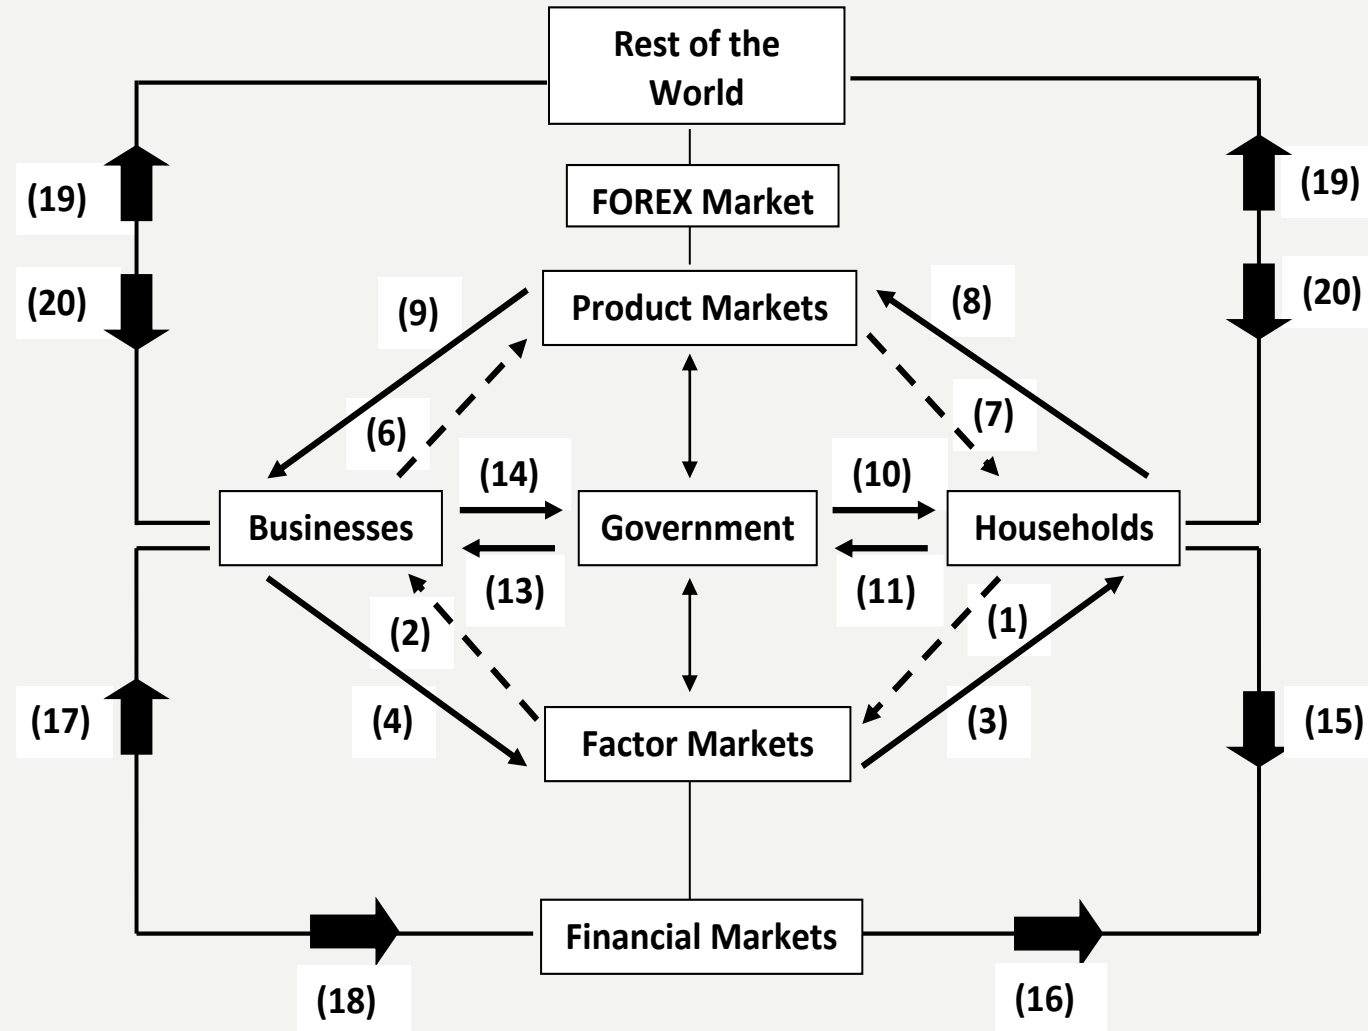 Rest of the
World
(19)
(19)
FOREX Market
(20)
(20)
(9)
Product Markets
(8)
(6)
(7)
(14)
(10)
Businesses
Government
Households
(13)
(11)
(2)
(1)
(17)
(4)
Factor Markets
(3)
(15)
Financial Markets
(18)
(16)